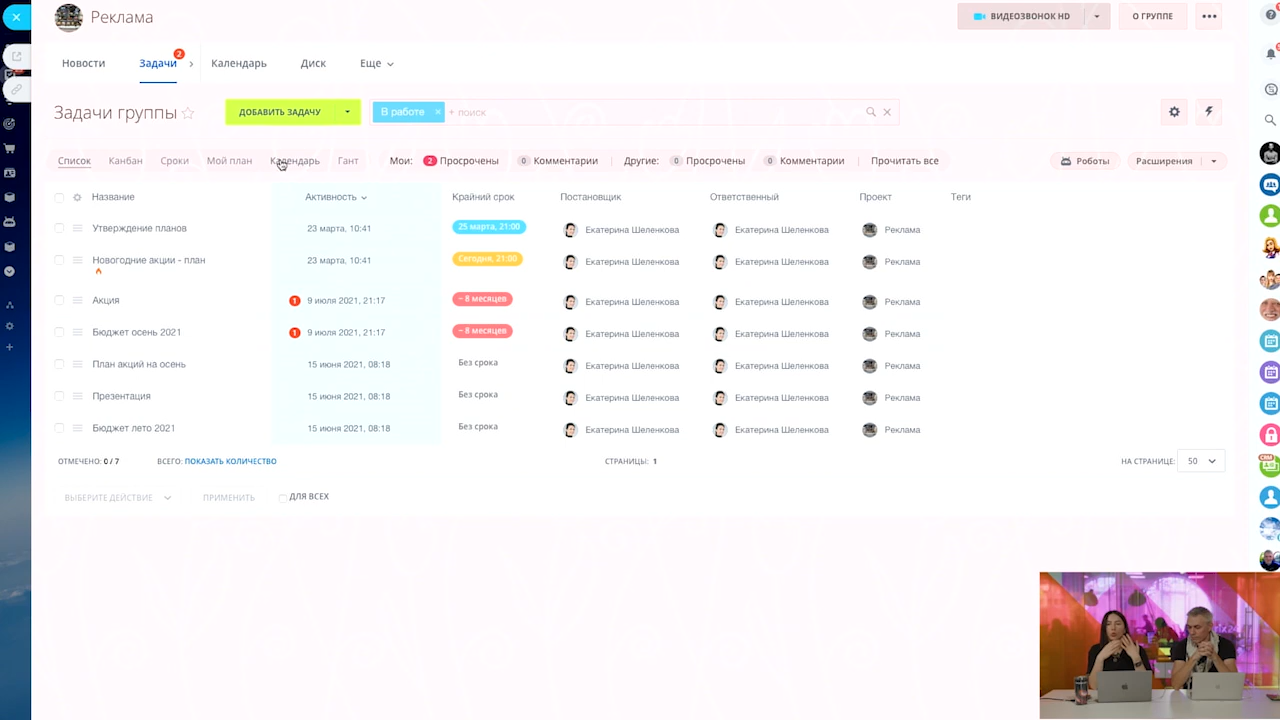 Реклама
ВИДЕОЗВОНОК HD
О ГРУППЕ
Новости
Задачи
2
Календарь
Диск
Еще
Задачи группы
ДОБАВИТЬ ЗАДАЧУ
В работе
+ поиск
Список
Канбан
Сроки
Мой план
Календарь
Гант
Мои: 2 Просрочены 0 Комментарии
Другие: 0 Просрочены 0 Комментарии
Прочитать все
Роботы
Расширения
Название Активность Крайний срок Постановщик Ответственный Проект Теги
Утверждение планов 23 марта, 10:41 25 марта, 21:00 Екатерина Шеленкова Екатерина Шеленкова Реклама
Новогодние акции - план 23 марта, 10:41 Сегодня, 21:00 Екатерина Шеленкова Екатерина Шеленкова Реклама
Акция 1 9 июля 2021, 21:17 − 8 месяцев Екатерина Шеленкова Екатерина Шеленкова Реклама
Бюджет осень 2021 1 9 июля 2021, 21:17 − 8 месяцев Екатерина Шеленкова Екатерина Шеленкова Реклама
План акций на осень 15 июня 2021, 08:18 Без срока Екатерина Шеленкова Екатерина Шеленкова Реклама
Презентация 15 июня 2021, 08:18 Без срока Екатерина Шеленкова Екатерина Шеленкова Реклама
Бюджет лето 2021 15 июня 2021, 08:18 Без срока Екатерина Шеленкова Екатерина Шеленкова Реклама
ОТМЕЧЕНО: 0 / 7 ВСЕГО: ПОКАЗАТЬ КОЛИЧЕСТВО СТРАНИЦЫ: 1 НА СТРАНИЦЕ: 50
ВЫБЕРИТЕ ДЕЙСТВИЕ ПРИМЕНИТЬ ДЛЯ ВСЕХ
CRM